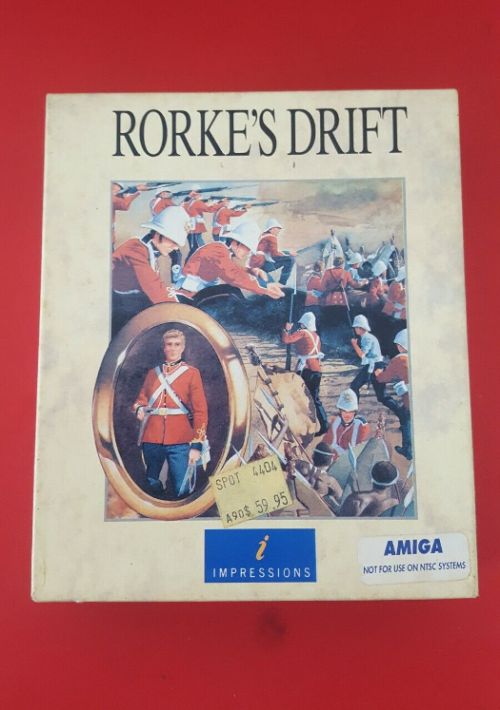 RORKE'S DRIFT
SPOT 4404
A90$ 59.95
i
IMPRESSIONS
AMIGA
NOT FOR USE ON NTSC SYSTEMS